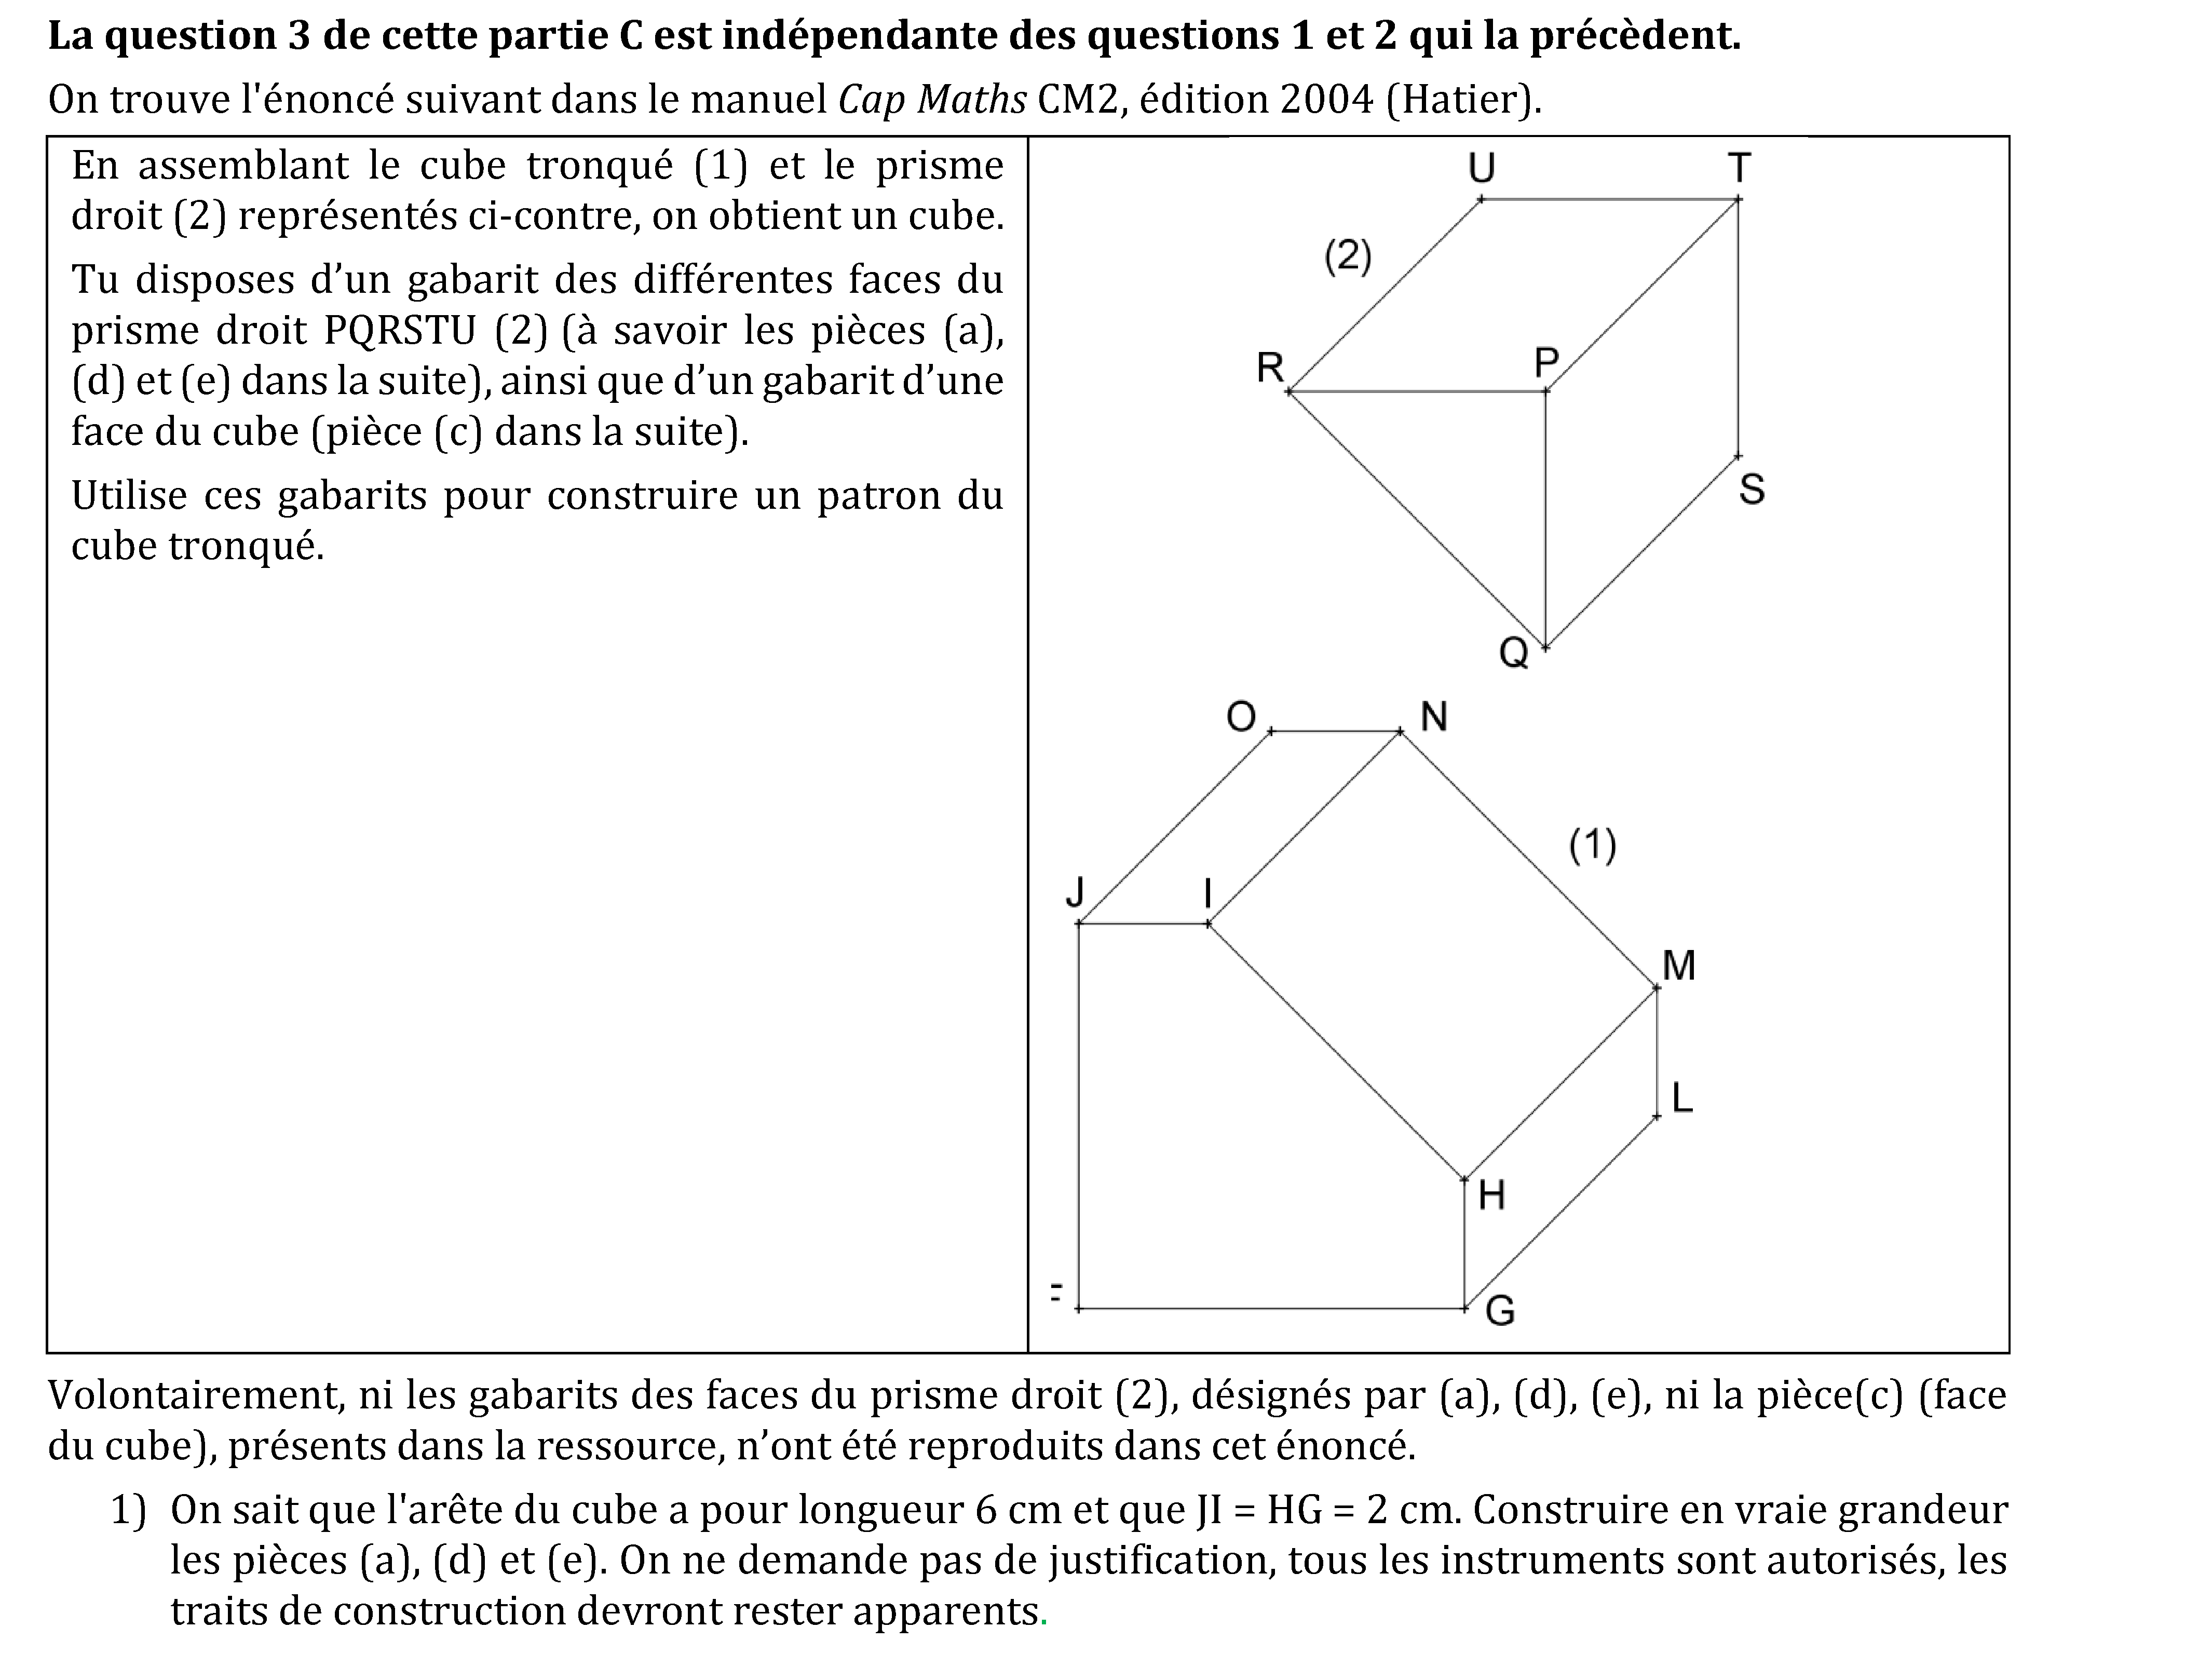 La question 3 de cette partie C est indépendante des questions 1 et 2 qui la précèdent.
On trouve l'énoncé suivant dans le manuel Cap Maths CM2, édition 2004 (Hatier).
En assemblant le cube tronqué (1) et le prisme
droit (2) représentés ci-contre, on obtient un cube.
Tu disposes d’un gabarit des différentes faces du
prisme droit PQRSTU (2) (à savoir les pièces (a),
(d) et (e) dans la suite), ainsi que d’un gabarit d’une
face du cube (pièce (c) dans la suite).
Utilise ces gabarits pour construire un patron du
cube tronqué.
U
T
(2)
R
P
S
Q
O
N
(1)
J
I
M
L
H
G
Volontairement, ni les gabarits des faces du prisme droit (2), désignés par (a), (d), (e), ni la pièce(c) (face
du cube), présents dans la ressource, n’ont été reproduits dans cet énoncé.
1) On sait que l'arête du cube a pour longueur 6 cm et que JI = HG = 2 cm. Construire en vraie grandeur
les pièces (a), (d) et (e). On ne demande pas de justification, tous les instruments sont autorisés, les
traits de construction devront rester apparents.